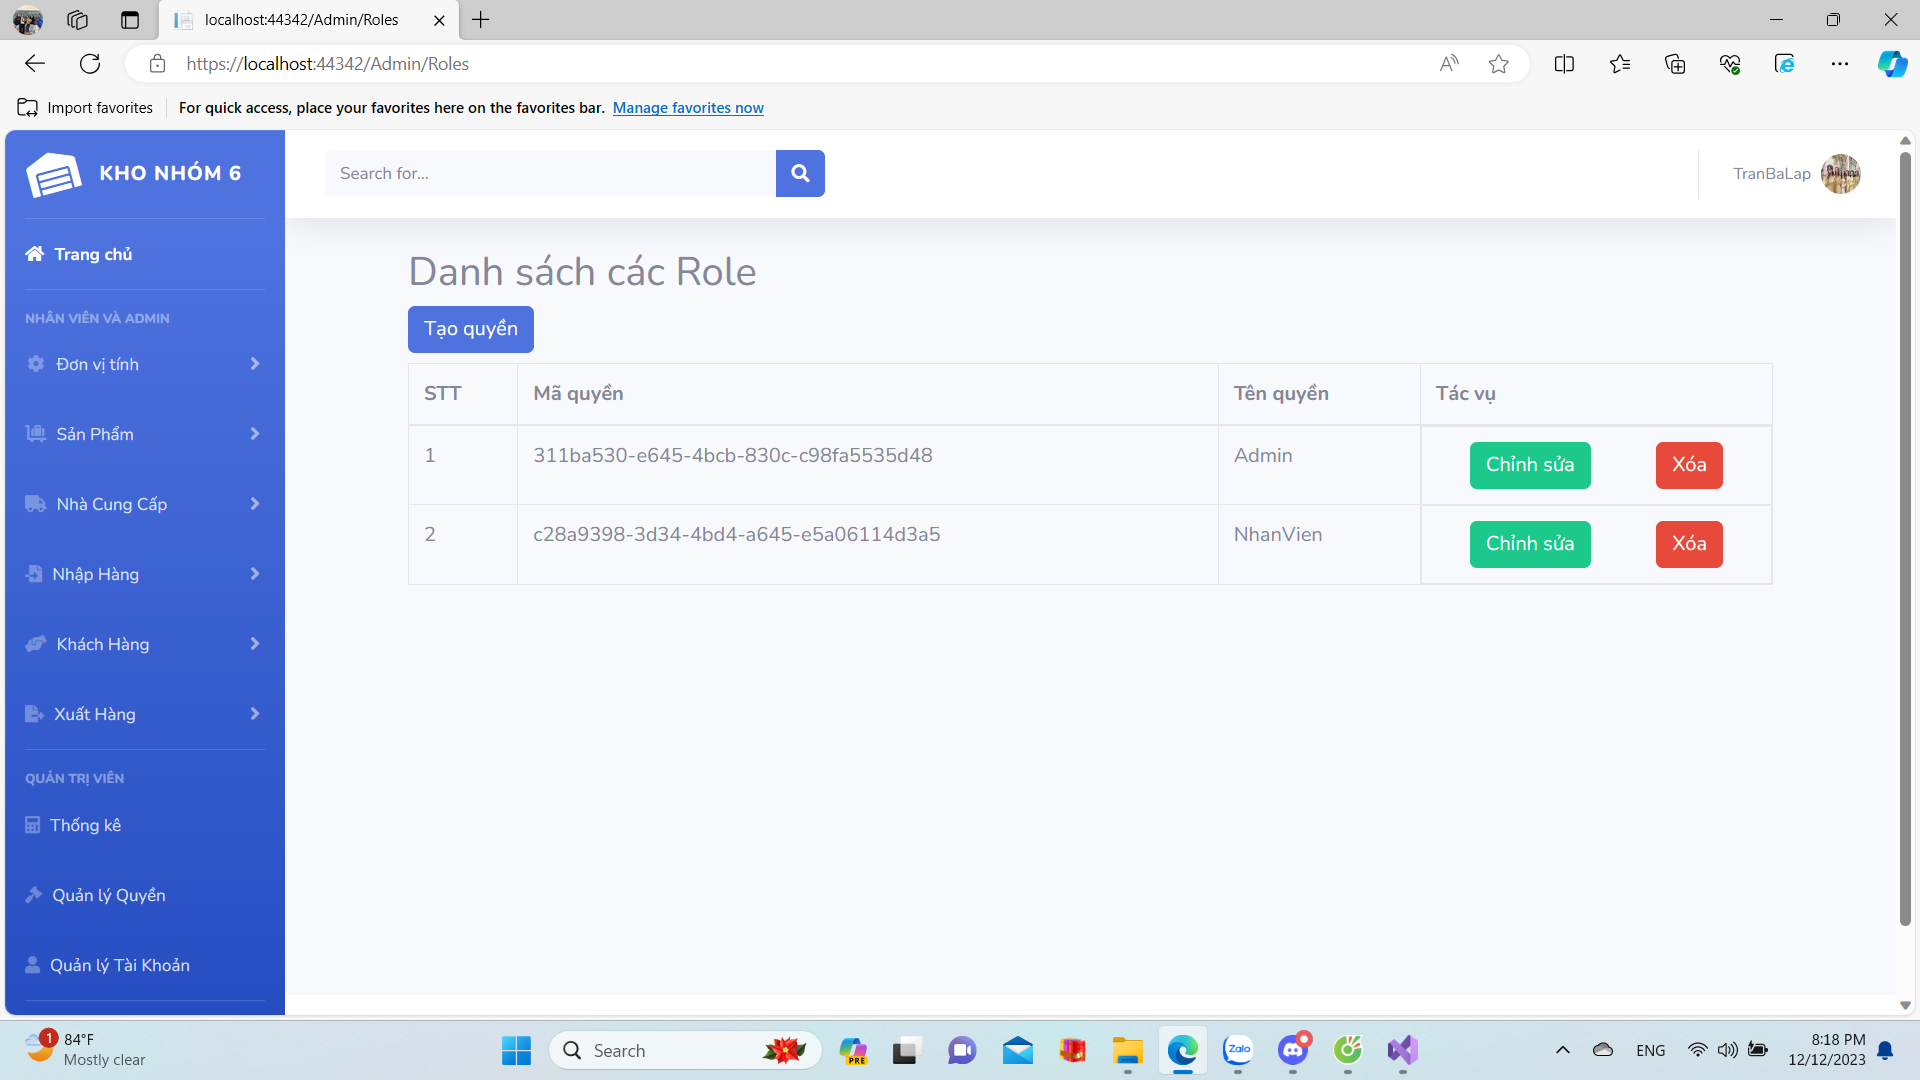 localhost:44342/Admin/Roles
https://localhost:44342/Admin/Roles
Import favorites
For quick access, place your favorites here on the favorites bar. Manage favorites now
KHO NHÓM 6
Search for...
TranBaLap
Trang chủ
NHÂN VIÊN VÀ ADMIN
Đơn vị tính
Sản Phẩm
Nhà Cung Cấp
Nhập Hàng
Khách Hàng
Xuất Hàng
QUẢN TRỊ VIÊN
Thống kê
Quản lý Quyền
Quản lý Tài Khoản
Danh sách các Role
Tạo quyền
STT Mã quyền Tên quyền Tác vụ
1 311ba530-e645-4bcb-830c-c98fa5535d48 Admin Chỉnh sửa Xóa
2 c28a9398-3d34-4bd4-a645-e5a06114d3a5 NhanVien Chỉnh sửa Xóa
1
84°F
Mostly clear
Search
PRE
Zalo
ENG
8:18 PM
12/12/2023